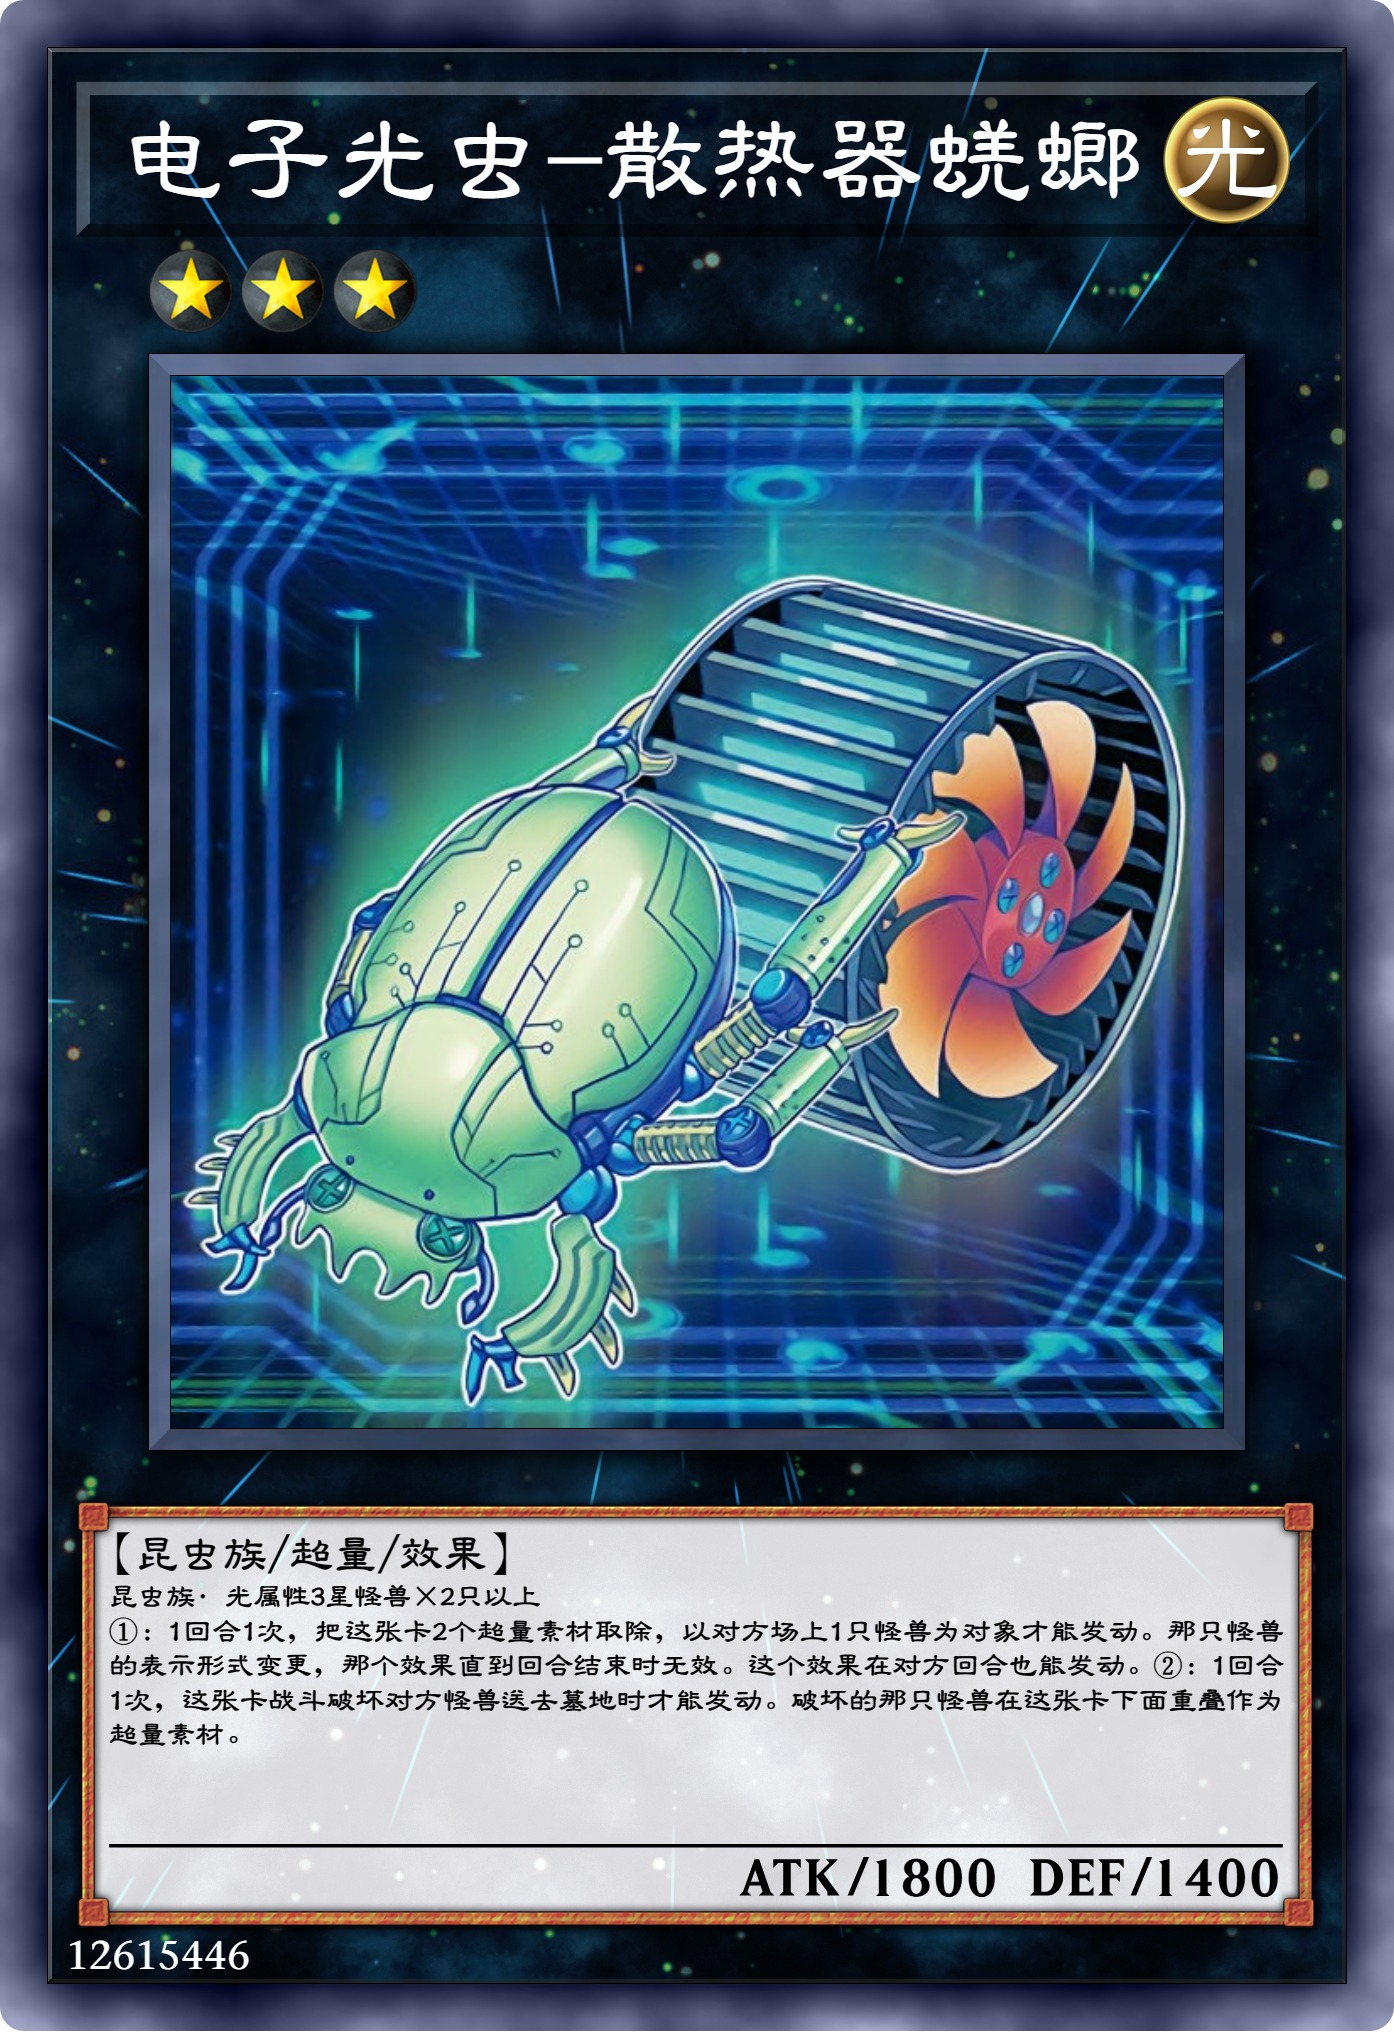 电子光虫-散热器蜣螂
光
【昆虫族/超量/效果】
昆虫族·光属性3星怪兽×2只以上
①：1回合1次，把这张卡2个超量素材取除，以对方场上1只怪兽为对象才能发动。那只怪兽
的表示形式变更，那个效果直到回合结束时无效。这个效果在对方回合也能发动。②：1回合
1次，这张卡战斗破坏对方怪兽送去墓地时才能发动。破坏的那只怪兽在这张卡下面重叠作为
超量素材。
ATK/1800 DEF/1400
12615446